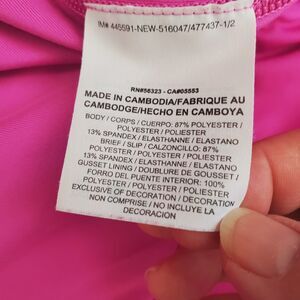 IM# 445591-NEW-516047/477437-1/2
RN#56323 - CA#05553
MADE IN CAMBODIA/FABRIQUE AU
CAMBODGE/HECHO EN CAMBOYA
BODY / CORPS / CUERPO: 87% POLYESTER /
POLYESTER / POLIESTER
13% SPANDEX / ELASTHANNE / ELASTANO
BRIEF / SLIP / CALZONCILLO: 87%
POLYESTER / POLYESTER / POLIESTER
13% SPANDEX / ELASTHANNE / ELASTANO
GUSSET LINING / DOUBLURE DE GOUSSET /
FORRO DEL PUENTE INTERIOR: 100%
POLYESTER / POLYESTER / POLIESTER
EXCLUSIVE OF DECORATION / DECORATION
NON COMPRISE / NO INCLUYE LA
DECORACION